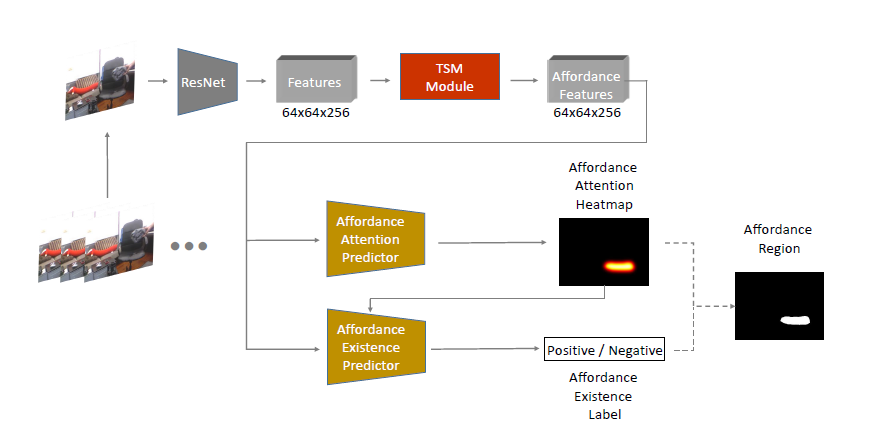 ResNet
Features
64x64x256
TSM
Module
Affordance
Features
64x64x256
Affordance
Attention
Predictor
Affordance
Attention
Heatmap
Affordance
Region
Affordance
Existence
Predictor
Positive / Negative
Affordance
Existence
Label